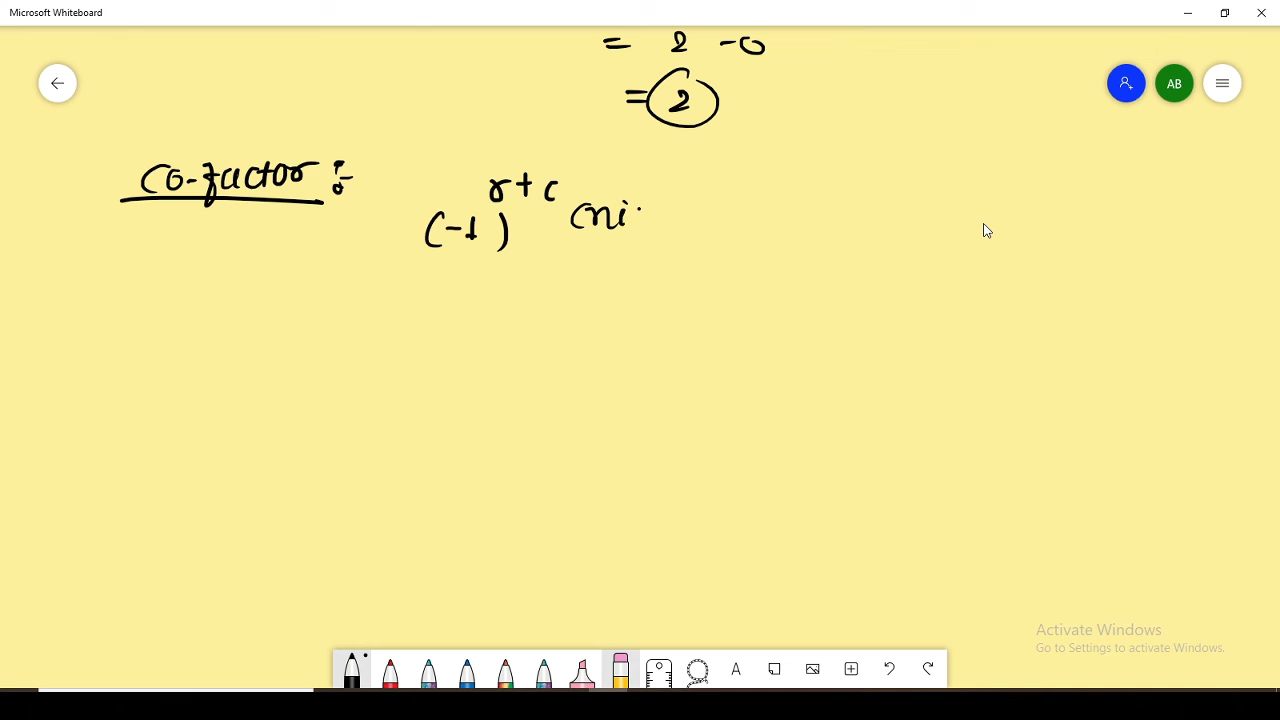 Microsoft Whiteboard
= 2 - 0
= 2
AB
Co-factor :-
(-1)^{r+c} (mi
A
Activate Windows
Go to Settings to activate Windows.